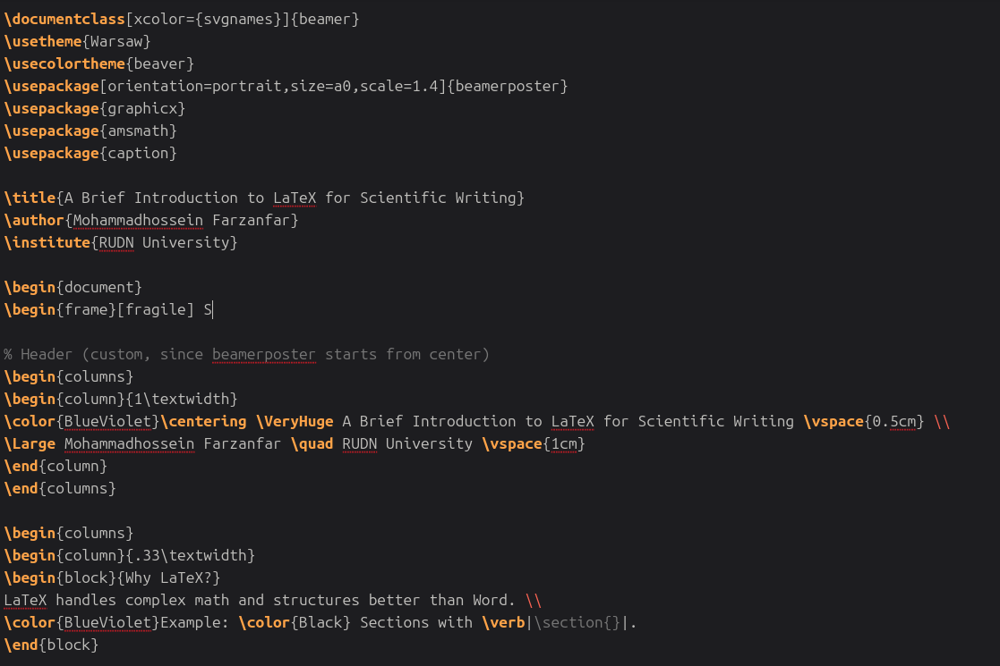 \documentclass[xcolor={svgnames}]{beamer}
\usetheme{Warsaw}
\usecolortheme{beaver}
\usepackage[orientation=portrait,size=a0,scale=1.4]{beamerposter}
\usepackage{graphicx}
\usepackage{amsmath}
\usepackage{caption}
\title{A Brief Introduction to LaTeX for Scientific Writing}
\author{Mohammadhossein Farzanfar}
\institute{RUDN University}
\begin{document}
\begin{frame}[fragile] S
% Header (custom, since beamerposter starts from center)
\begin{columns}
\begin{column}{1\textwidth}
\color{BlueViolet}\centering \VeryHuge A Brief Introduction to LaTeX for Scientific Writing \vspace{0.5cm} \\
\Large Mohammadhossein Farzanfar \quad RUDN University \vspace{1cm}
\end{column}
\end{columns}
\begin{columns}
\begin{column}{.33\textwidth}
\begin{block}{Why LaTeX?}
LaTeX handles complex math and structures better than Word. \\
\color{BlueViolet}Example: \color{Black} Sections with \verb|\section{}|.
\end{block}